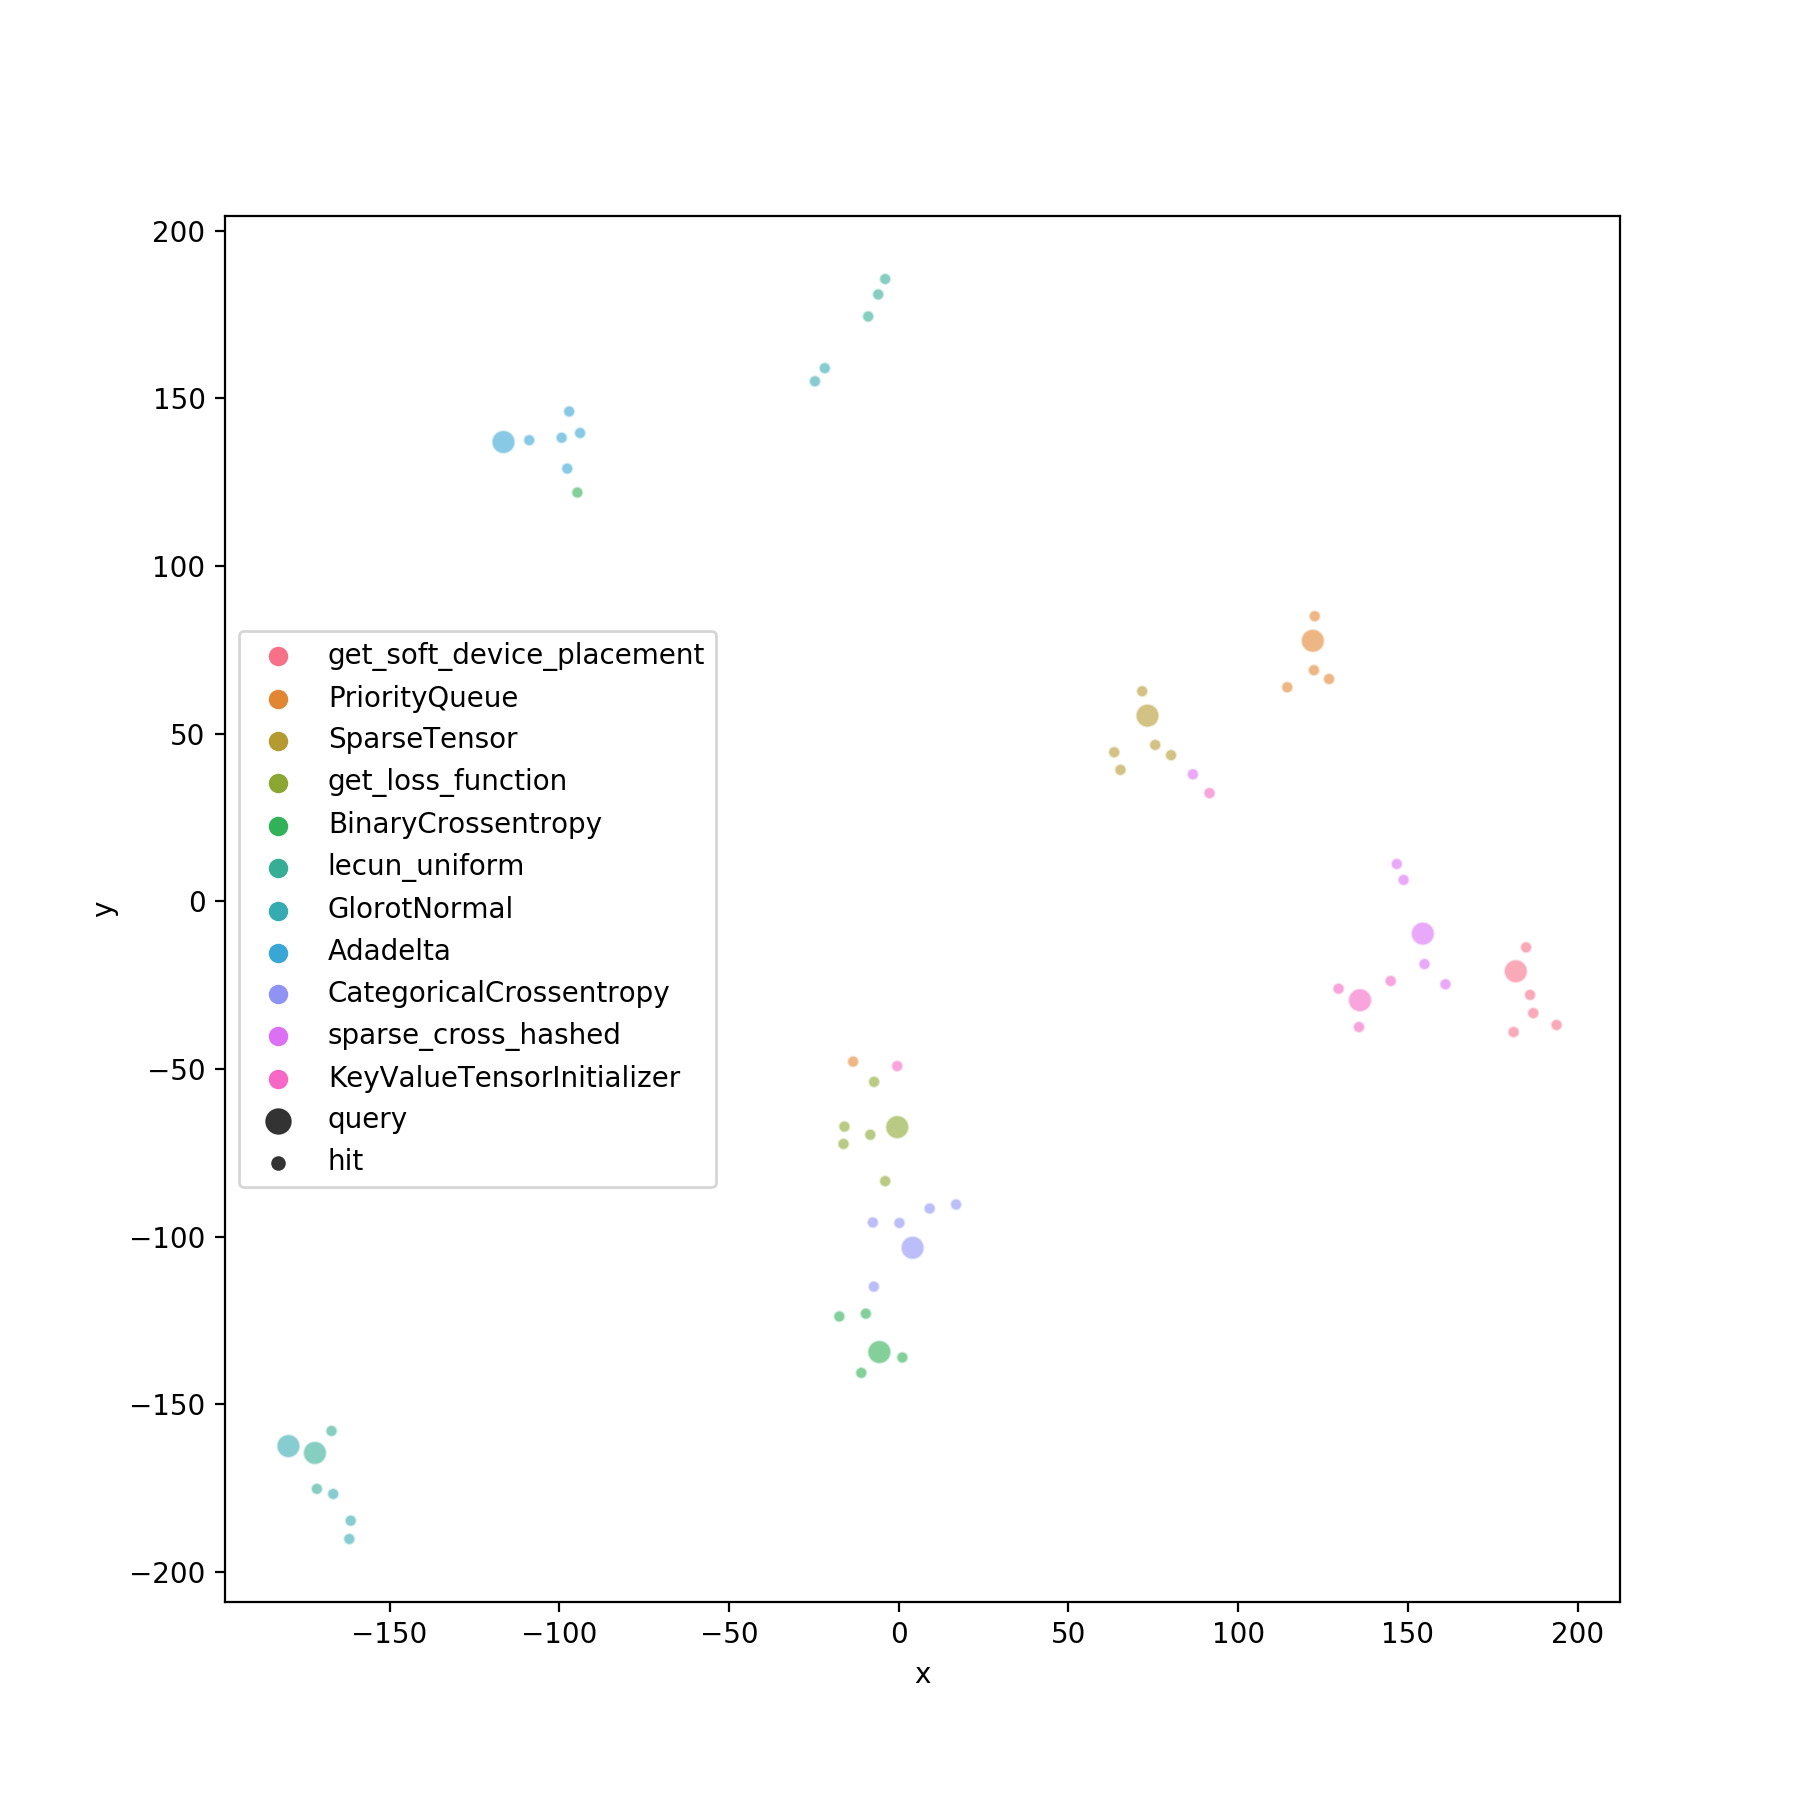 200
150
100
50
0
−50
−100
−150
−200
y
get_soft_device_placement
PriorityQueue
SparseTensor
get_loss_function
BinaryCrossentropy
lecun_uniform
GlorotNormal
Adadelta
CategoricalCrossentropy
sparse_cross_hashed
KeyValueTensorInitializer
query
hit
−150 −100 −50 0 50 100 150 200
x